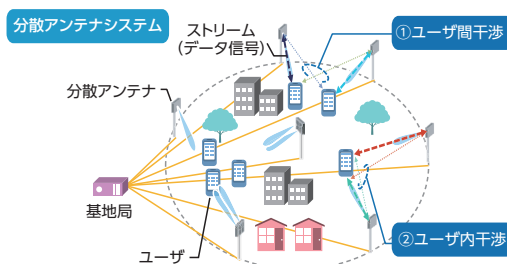 分散アンテナシステム
ストリーム
(データ信号)
①ユーザ間干渉
分散アンテナ
基地局
ユーザ
②ユーザ内干渉